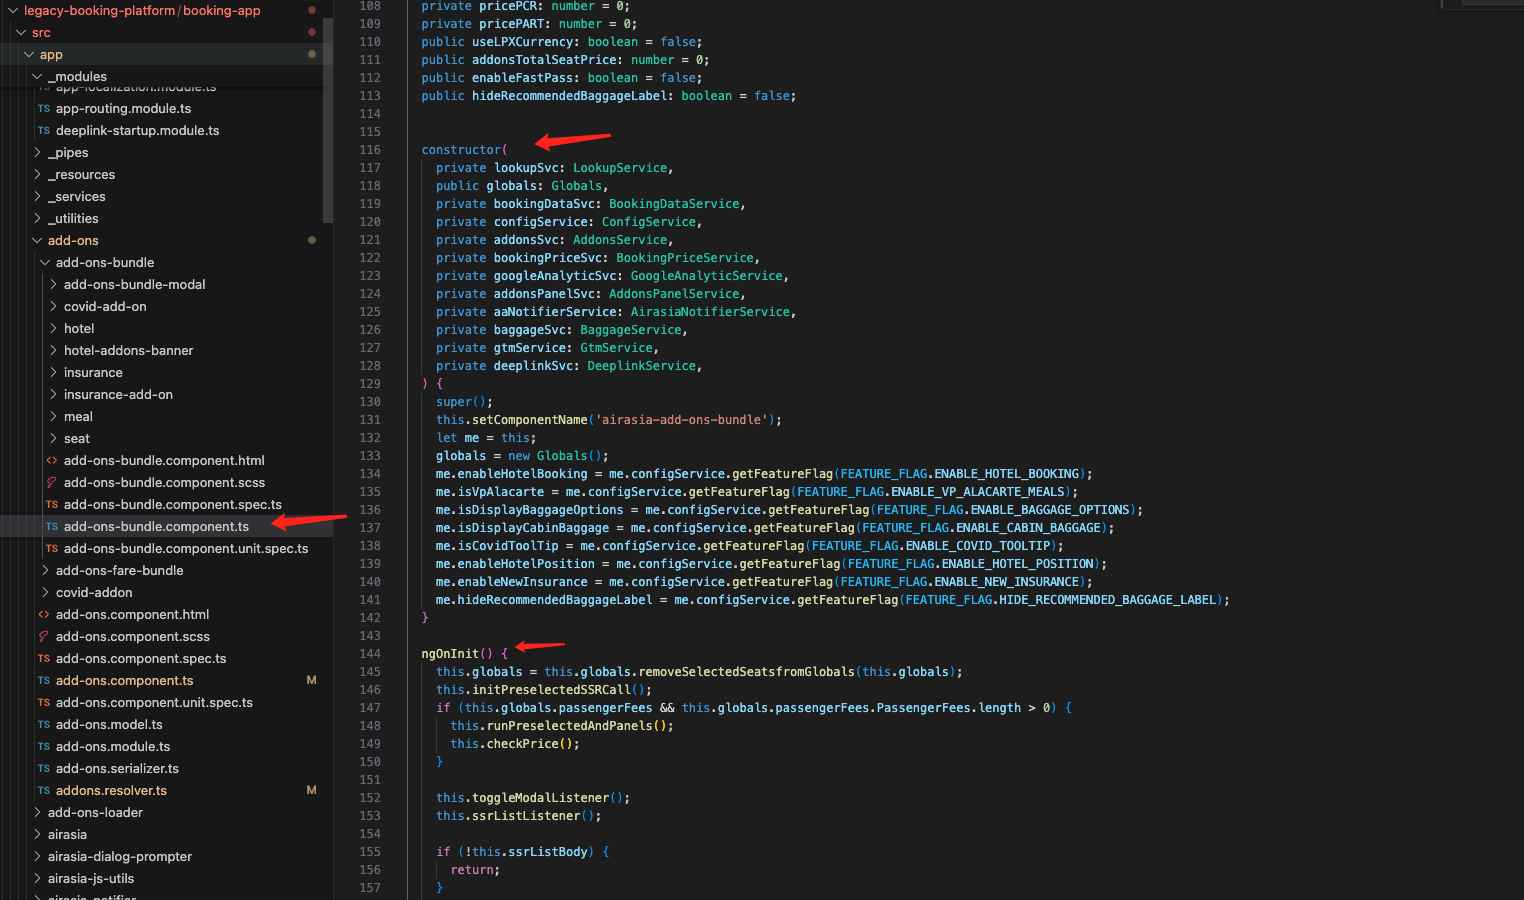 legacy-booking-platform/booking-app
src
app
_modules
app-localization.module.ts
TS app-routing.module.ts
TS deeplink-startup.module.ts
_pipes
_resources
_services
_utilities
add-ons
add-ons-bundle
add-ons-bundle-modal
covid-add-on
hotel
hotel-addons-banner
insurance
insurance-add-on
meal
seat
<> add-ons-bundle.component.html
add-ons-bundle.component.scss
TS add-ons-bundle.component.spec.ts
TS add-ons-bundle.component.ts
TS add-ons-bundle.component.unit.spec.ts
add-ons-fare-bundle
covid-addon
<> add-ons.component.html
add-ons.component.scss
TS add-ons.component.spec.ts
TS add-ons.component.ts M
TS add-ons.component.unit.spec.ts
TS add-ons.model.ts
TS add-ons.module.ts
TS add-ons.serializer.ts
TS addons.resolver.ts M
add-ons-loader
airasia
airasia-dialog-prompter
airasia-js-utils
airasia-notifier
108 private pricePCR: number = 0;
109 private pricePART: number = 0;
110 public useLPXCurrency: boolean = false;
111 public addonsTotalSeatPrice: number = 0;
112 public enableFastPass: boolean = false;
113 public hideRecommendedBaggageLabel: boolean = false;
114
115
116 constructor(
117 private lookupSvc: LookupService,
118 public globals: Globals,
119 private bookingDataSvc: BookingDataService,
120 private configService: ConfigService,
121 private addonsSvc: AddonsService,
122 private bookingPriceSvc: BookingPriceService,
123 private googleAnalyticSvc: GoogleAnalyticService,
124 private addonsPanelSvc: AddonsPanelService,
125 private aaNotifierService: AirasiaNotifierService,
126 private baggageSvc: BaggageService,
127 private gtmService: GtmService,
128 private deeplinkSvc: DeeplinkService,
129 ) {
130 super();
131 this.setComponentName('airasia-add-ons-bundle');
132 let me = this;
133 globals = new Globals();
134 me.enableHotelBooking = me.configService.getFeatureFlag(FEATURE_FLAG.ENABLE_HOTEL_BOOKING);
135 me.isVpAlacarte = me.configService.getFeatureFlag(FEATURE_FLAG.ENABLE_VP_ALACARTE_MEALS);
136 me.isDisplayBaggageOptions = me.configService.getFeatureFlag(FEATURE_FLAG.ENABLE_BAGGAGE_OPTIONS);
137 me.isDisplayCabinBaggage = me.configService.getFeatureFlag(FEATURE_FLAG.ENABLE_CABIN_BAGGAGE);
138 me.isCovidToolTip = me.configService.getFeatureFlag(FEATURE_FLAG.ENABLE_COVID_TOOLTIP);
139 me.enableHotelPosition = me.configService.getFeatureFlag(FEATURE_FLAG.ENABLE_HOTEL_POSITION);
140 me.enableNewInsurance = me.configService.getFeatureFlag(FEATURE_FLAG.ENABLE_NEW_INSURANCE);
141 me.hideRecommendedBaggageLabel = me.configService.getFeatureFlag(FEATURE_FLAG.HIDE_RECOMMENDED_BAGGAGE_LABEL);
142 }
143
144 ngOnInit() {
145 this.globals = this.globals.removeSelectedSeatsfromGlobals(this.globals);
146 this.initPreselectedSSRCall();
147 if (this.globals.passengerFees && this.globals.passengerFees.PassengerFees.length > 0) {
148 this.runPreselectedAndPanels();
149 this.checkPrice();
150 }
151
152 this.toggleModalListener();
153 this.ssrListListener();
154
155 if (!this.ssrListBody) {
156 return;
157 }